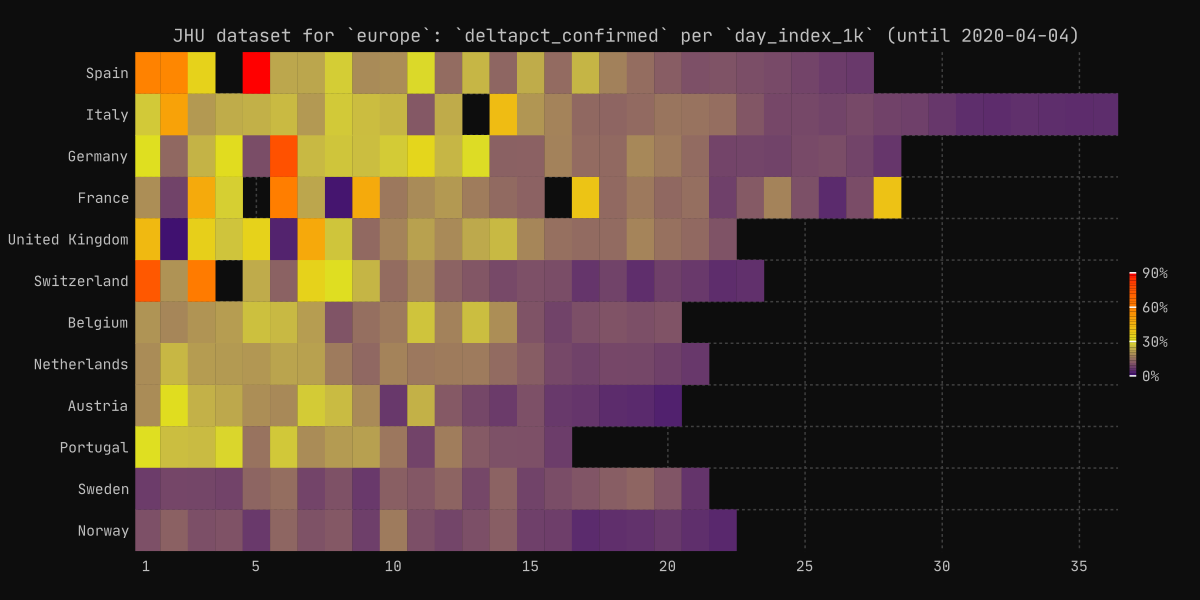 JHU dataset for `europe`: `deltapct_confirmed` per `day_index_1k` (until 2020-04-04)
Spain
Italy
Germany
France
United Kingdom
Switzerland
Belgium
Netherlands
Austria
Portugal
Sweden
Norway
1 5 10 15 20 25 30 35
90%
60%
30%
0%